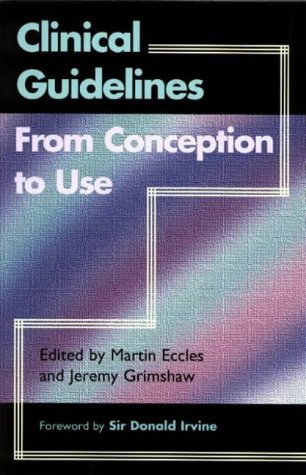 Clinical
Guidelines
From Conception
to Use
Edited by Martin Eccles
and Jeremy Grimshaw
Foreword by Sir Donald Irvine